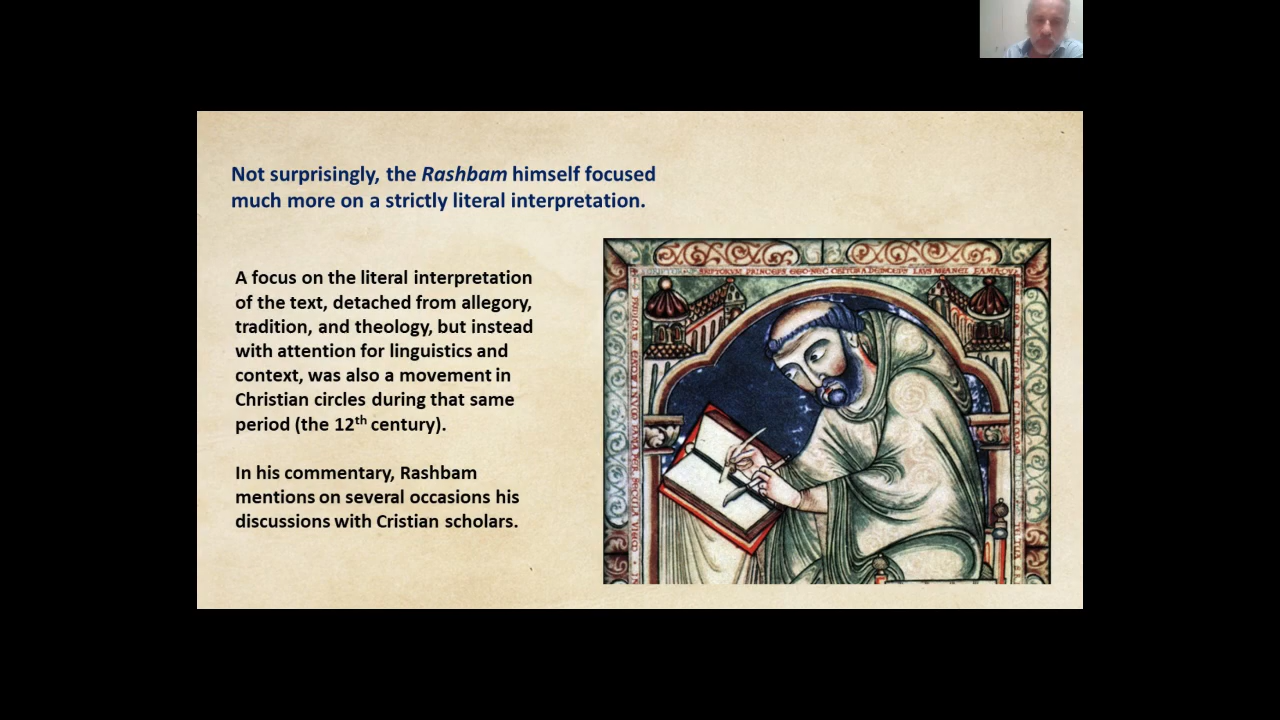 Not surprisingly, the Rashbam himself focused
much more on a strictly literal interpretation.
A focus on the literal interpretation
of the text, detached from allegory,
tradition, and theology, but instead
with attention for linguistics and
context, was also a movement in
Christian circles during that same
period (the 12th century).
In his commentary, Rashbam
mentions on several occasions his
discussions with Cristian scholars.
PRINCEPS EGO NEC